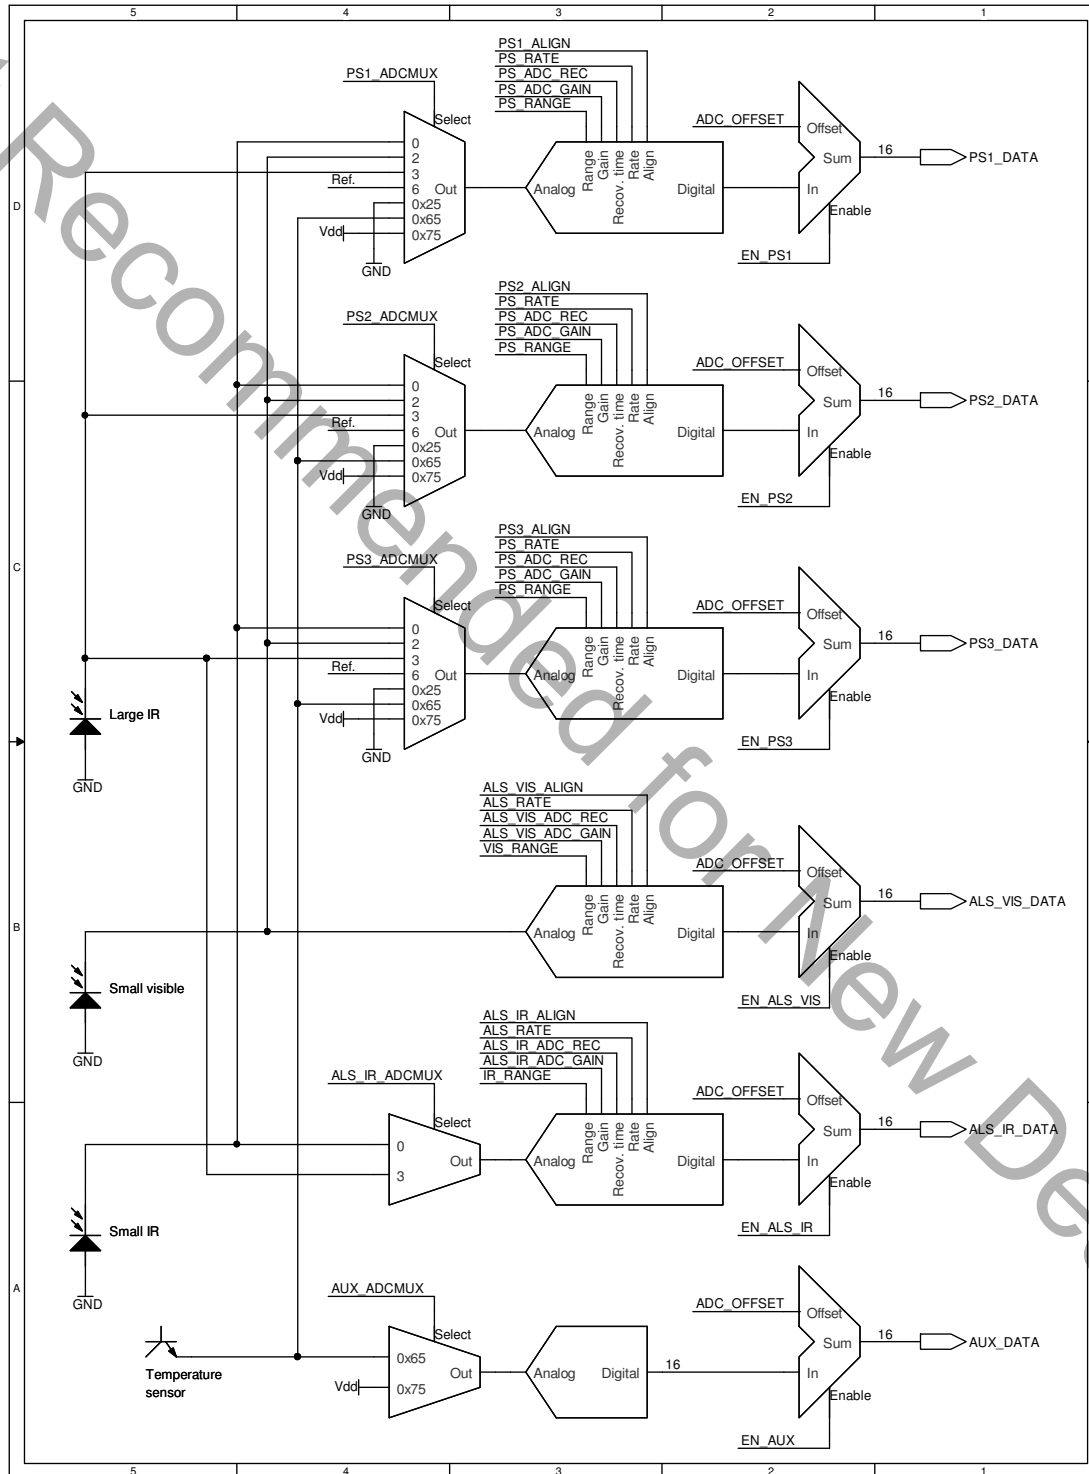 5 4 3 2 1
PS1_ALIGN
PS_RATE
PS_ADC_REC
PS_ADC_GAIN
PS_RANGE
PS1_ADCMUX
Select
0
2
3
6
0x25
0x65
0x75
Out
Ref.
Vdd
GND
Analog
Range
Gain
Recov. time
Rate
Align
Digital
ADC_OFFSET
Offset
Sum
In
Enable
EN_PS1
16
PS1_DATA
D
PS2_ALIGN
PS_RATE
PS_ADC_REC
PS_ADC_GAIN
PS_RANGE
PS2_ADCMUX
Select
0
2
3
6
0x25
0x65
0x75
Out
Ref.
Vdd
GND
Analog
Range
Gain
Recov. time
Rate
Align
Digital
ADC_OFFSET
Offset
Sum
In
Enable
EN_PS2
16
PS2_DATA
PS3_ALIGN
PS_RATE
PS_ADC_REC
PS_ADC_GAIN
PS_RANGE
PS3_ADCMUX
C
Select
0
2
3
6
0x25
0x65
0x75
Out
Ref.
Vdd
GND
Analog
Range
Gain
Recov. time
Rate
Align
Digital
ADC_OFFSET
Offset
Sum
In
Enable
EN_PS3
16
PS3_DATA
Large IR
GND
ALS_VIS_ALIGN
ALS_RATE
ALS_VIS_ADC_REC
ALS_VIS_ADC_GAIN
VIS_RANGE
Analog
Range
Gain
Recov. time
Rate
Align
Digital
ADC_OFFSET
Offset
Sum
In
Enable
EN_ALS_VIS
16
ALS_VIS_DATA
B
Small visible
GND
ALS_IR_ALIGN
ALS_RATE
ALS_IR_ADC_REC
ALS_IR_ADC_GAIN
IR_RANGE
ALS_IR_ADCMUX
Select
0
3
Out
Analog
Range
Gain
Recov. time
Rate
Align
Digital
ADC_OFFSET
Offset
Sum
In
Enable
EN_ALS_IR
16
ALS_IR_DATA
Small IR
GND
A
AUX_ADCMUX
Select
0x65
0x75
Out
Vdd
Temperature
sensor
Analog
Digital
16
ADC_OFFSET
Offset
Sum
In
Enable
EN_AUX
16
AUX_DATA
5 4 3 2 1
Recommended for New De